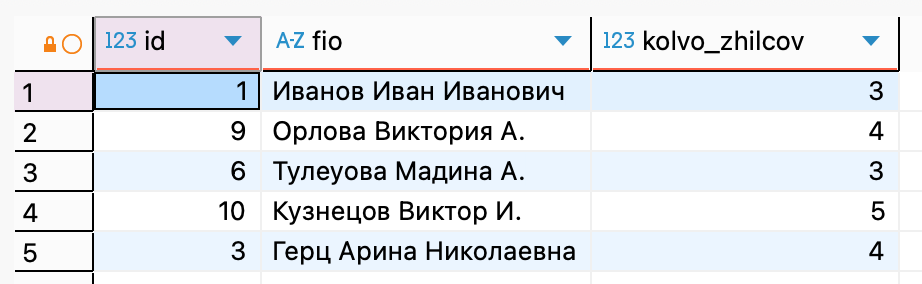 123 id A-Z fio 123 kolvo_zhilcov
1 1 Иванов Иван Иванович 3
2 9 Орлова Виктория А. 4
3 6 Тулеуова Мадина А. 3
4 10 Кузнецов Виктор И. 5
5 3 Герц Арина Николаевна 4